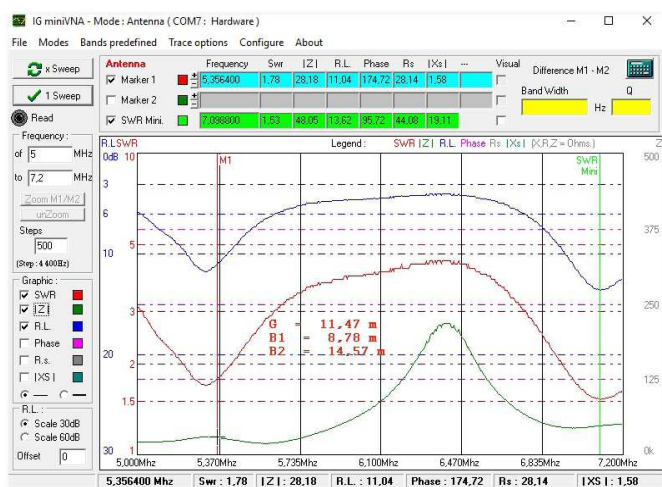 IG miniVNA - Mode : Antenna ( COM7 : Hardware )
File Modes Bands predefined Trace options Configure About
x Sweep
1 Sweep
Read
Frequency :
of 5 MHz
to 7,2 MHz
Zoom M1/M2
unZoom
Steps
500
(Step : 4 400Hz)
Graphic :
SWR
|Z|
R.L.
Phase
R.s.
|XS|
R.L. :
Scale 30dB
Scale 60dB
Offset 0
Antenna Frequency Swr |Z| R.L. Phase Rs |Xs| --- Visual
Marker 1 5,356400 1,78 28,18 11,04 174,72 28,14 1,58
Marker 2
SWR Mini. 7,098800 1,53 48,05 13,62 95,72 44,08 19,11
Difference M1 - M2
Band Width Q
Hz
R.L SWR Legend : SWR |Z| R.L. Phase Rs |Xs| (X,R,Z = Ohms.) Z
0dB 10 M1 SWR Mini 500
3
6 375
5
10
3 250
G = 11,47 m
B1 = 8,78 m
B2 = 14,57 m
20
2
125
1.5
30 1 0k
5,000Mhz 5,370Mhz 5,735Mhz 6,100Mhz 6,470Mhz 6,835Mhz 7,200Mhz
5,356400 Mhz Swr : 1,78 |Z| : 28,18 R.L. : 11,04 Phase : 174,72 Rs : 28,14 |XS| : 1,58